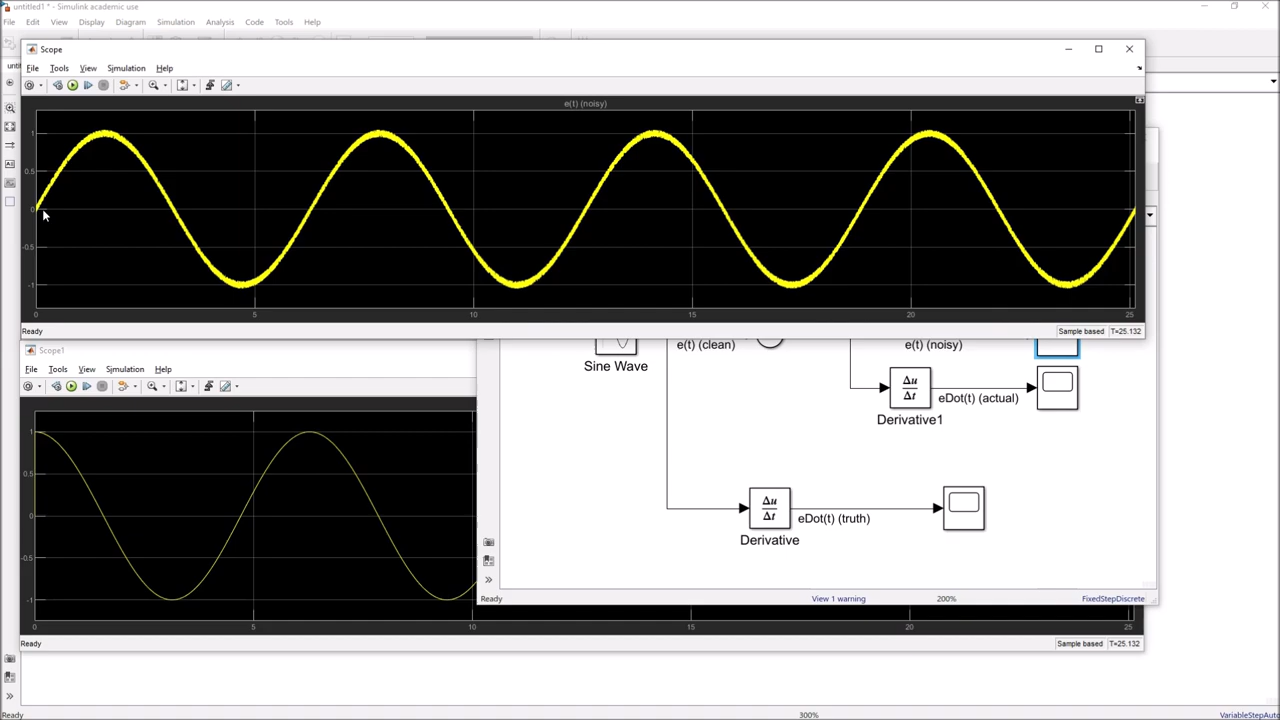 untitled1 * - Simulink academic use
File Edit View Display Diagram Simulation Analysis Code Tools Help
Scope
File Tools View Simulation Help
e(t) (noisy)
1
0.5
0
-0.5
-1
0 5 10 15 20 25
Ready
Sample based T=25.132
e(t) (clean)
e(t) (noisy)
Sine Wave
Δu
Δt
eDot(t) (actual)
Derivative1
Δu
Δt
eDot(t) (truth)
Derivative
Ready
View 1 warning
200%
FixedStepDiscrete
Scope1
File Tools View Simulation Help
1
0.5
0
-0.5
-1
0 5 10 15 20 25
Ready
Sample based T=25.132
Ready
300%
VariableStepAuto